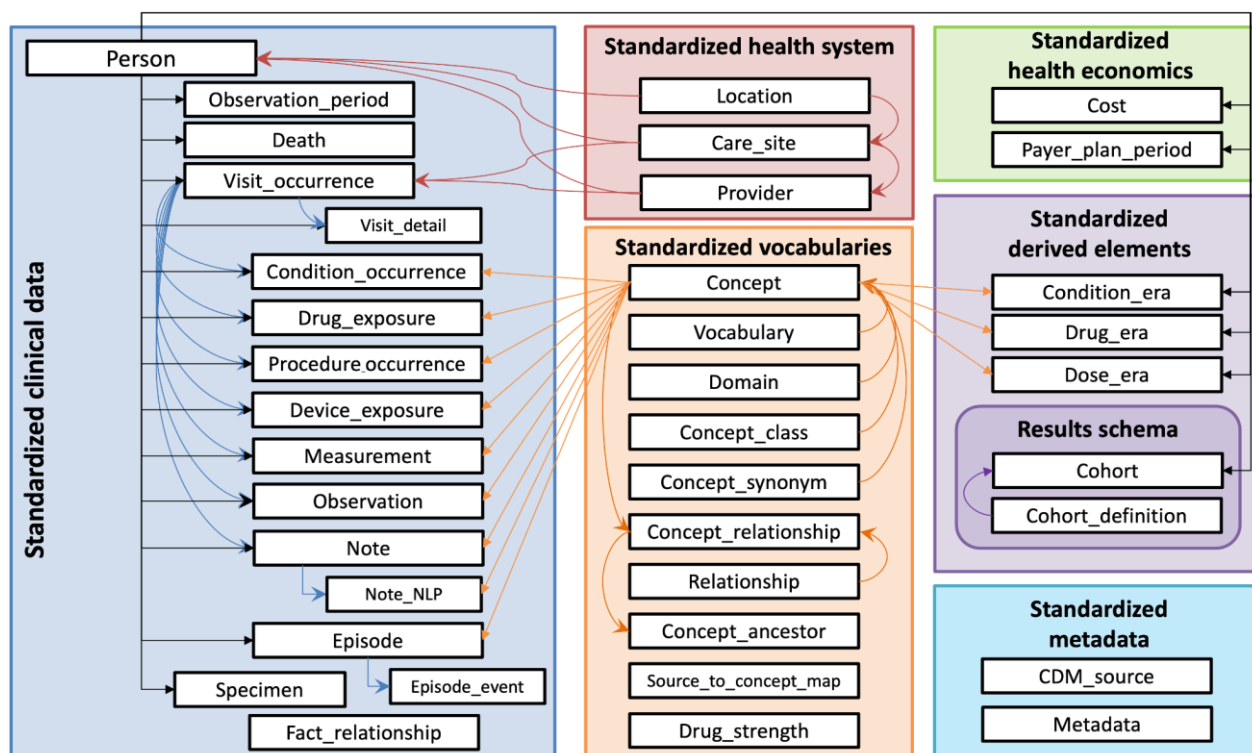 Standardized clinical data
Person
Observation_period
Death
Visit_occurrence
Visit_detail
Condition_occurrence
Drug_exposure
Procedure_occurrence
Device_exposure
Measurement
Observation
Note
Note_NLP
Episode
Episode_event
Specimen
Fact_relationship
Standardized health system
Location
Care_site
Provider
Standardized vocabularies
Concept
Vocabulary
Domain
Concept_class
Concept_synonym
Concept_relationship
Relationship
Concept_ancestor
Source_to_concept_map
Drug_strength
Standardized
health economics
Cost
Payer_plan_period
Standardized
derived elements
Condition_era
Drug_era
Dose_era
Results schema
Cohort
Cohort_definition
Standardized
metadata
CDM_source
Metadata